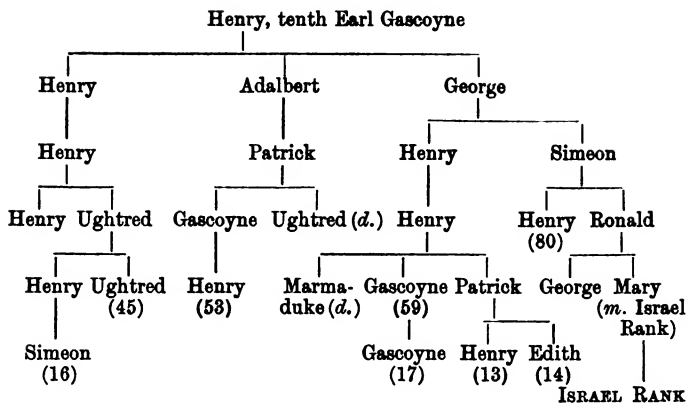 Henry, tenth Earl Gascoyne
Henry Adalbert George
Henry Patrick Henry Simeon
Henry Ughtred Gascoyne Ughtred (d.) Henry Henry Ronald
(80)
Henry Ughtred Henry Marma- Gascoyne Patrick George Mary
(45) (53) duke (d.) (59) (m. Israel
Rank)
Simeon Gascoyne Henry Edith
(16) (17) (13) (14)
ISRAEL RANK